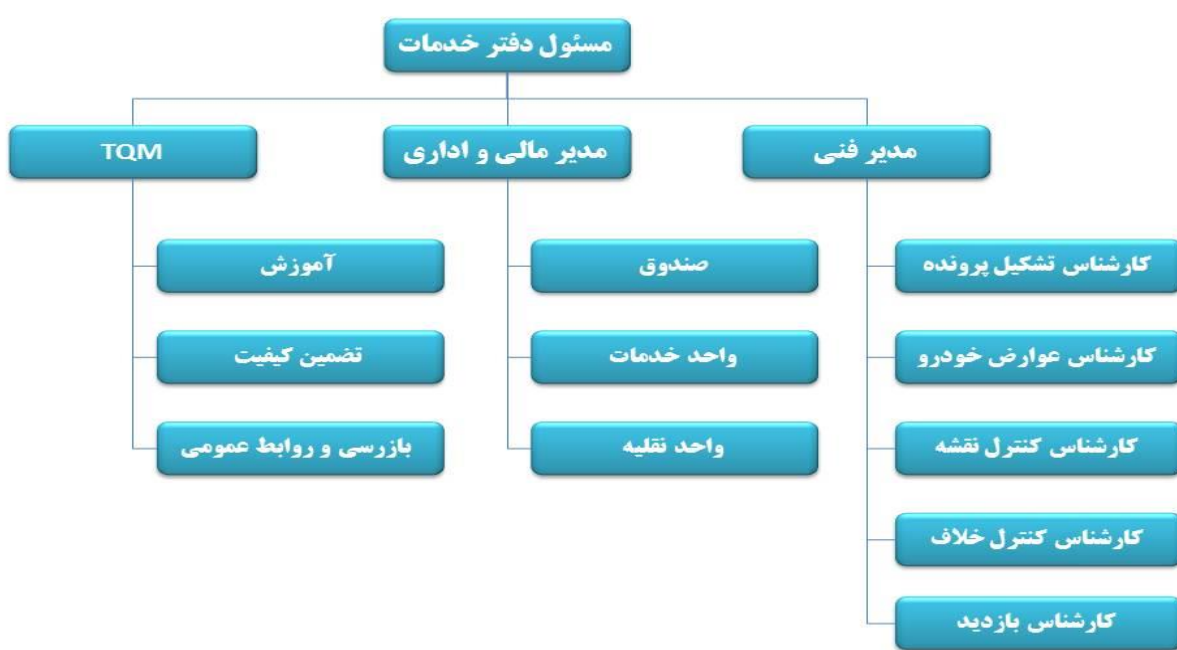 مسئول دفتر خدمات
مدیر فنی
مدیر مالی و اداری
TQM
کارشناس تشکیل پرونده
کارشناس عوارض خودرو
کارشناس کنترل نقشه
کارشناس کنترل خلاف
کارشناس بازدید
صندوق
واحد خدمات
واحد نقلیه
آموزش
تضمین کیفیت
بازرسی و روابط عمومی